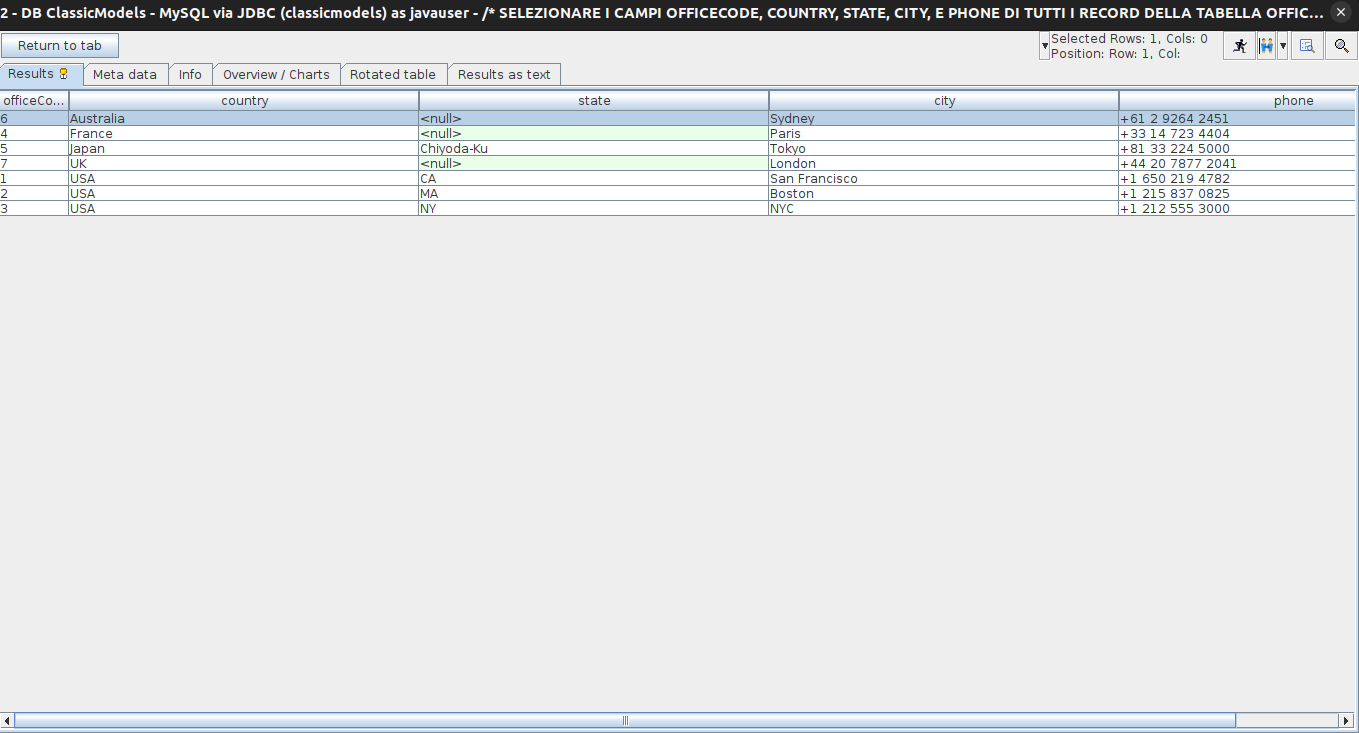 2 - DB ClassicModels - MySQL via JDBC (classicmodels) as javauser - /* SELEZIONARE I CAMPI OFFICECODE, COUNTRY, STATE, CITY, E PHONE DI TUTTI I RECORD DELLA TABELLA OFFIC...
Return to tab
Selected Rows: 1, Cols: 0
Position: Row: 1, Col:
Results Meta data Info Overview / Charts Rotated table Results as text
officeCo... country state city phone
6 Australia <null> Sydney +61 2 9264 2451
4 France <null> Paris +33 14 723 4404
5 Japan Chiyoda-Ku Tokyo +81 33 224 5000
7 UK <null> London +44 20 7877 2041
1 USA CA San Francisco +1 650 219 4782
2 USA MA Boston +1 215 837 0825
3 USA NY NYC +1 212 555 3000